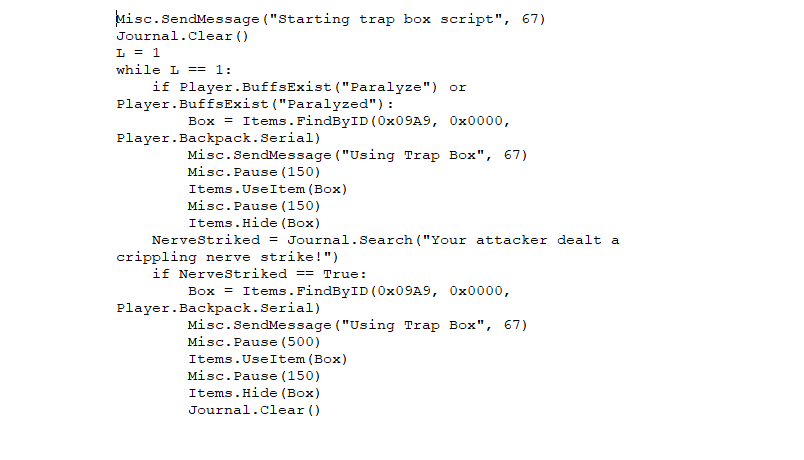 Misc.SendMessage("Starting trap box script", 67)
Journal.Clear()
L = 1
while L == 1:
    if Player.BuffsExist("Paralyze") or
Player.BuffsExist("Paralyzed"):
        Box = Items.FindByID(0x09A9, 0x0000,
Player.Backpack.Serial)
        Misc.SendMessage("Using Trap Box", 67)
        Misc.Pause(150)
        Items.UseItem(Box)
        Misc.Pause(150)
        Items.Hide(Box)
    NerveStriked = Journal.Search("Your attacker dealt a
crippling nerve strike!")
    if NerveStriked == True:
        Box = Items.FindByID(0x09A9, 0x0000,
Player.Backpack.Serial)
        Misc.SendMessage("Using Trap Box", 67)
        Misc.Pause(500)
        Items.UseItem(Box)
        Misc.Pause(150)
        Items.Hide(Box)
        Journal.Clear()